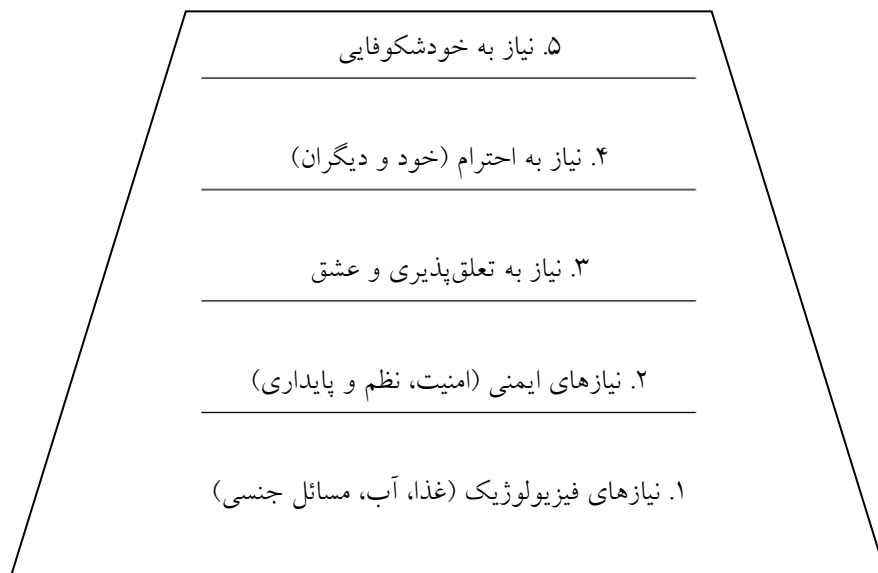 ۵. نیاز به خودشکوفایی
۴. نیاز به احترام (خود و دیگران)
۳. نیاز به تعلق‌پذیری و عشق
۲. نیازهای ایمنی (امنیت، نظم و پایداری)
۱. نیازهای فیزیولوژیک (غذا، آب، مسائل جنسی)